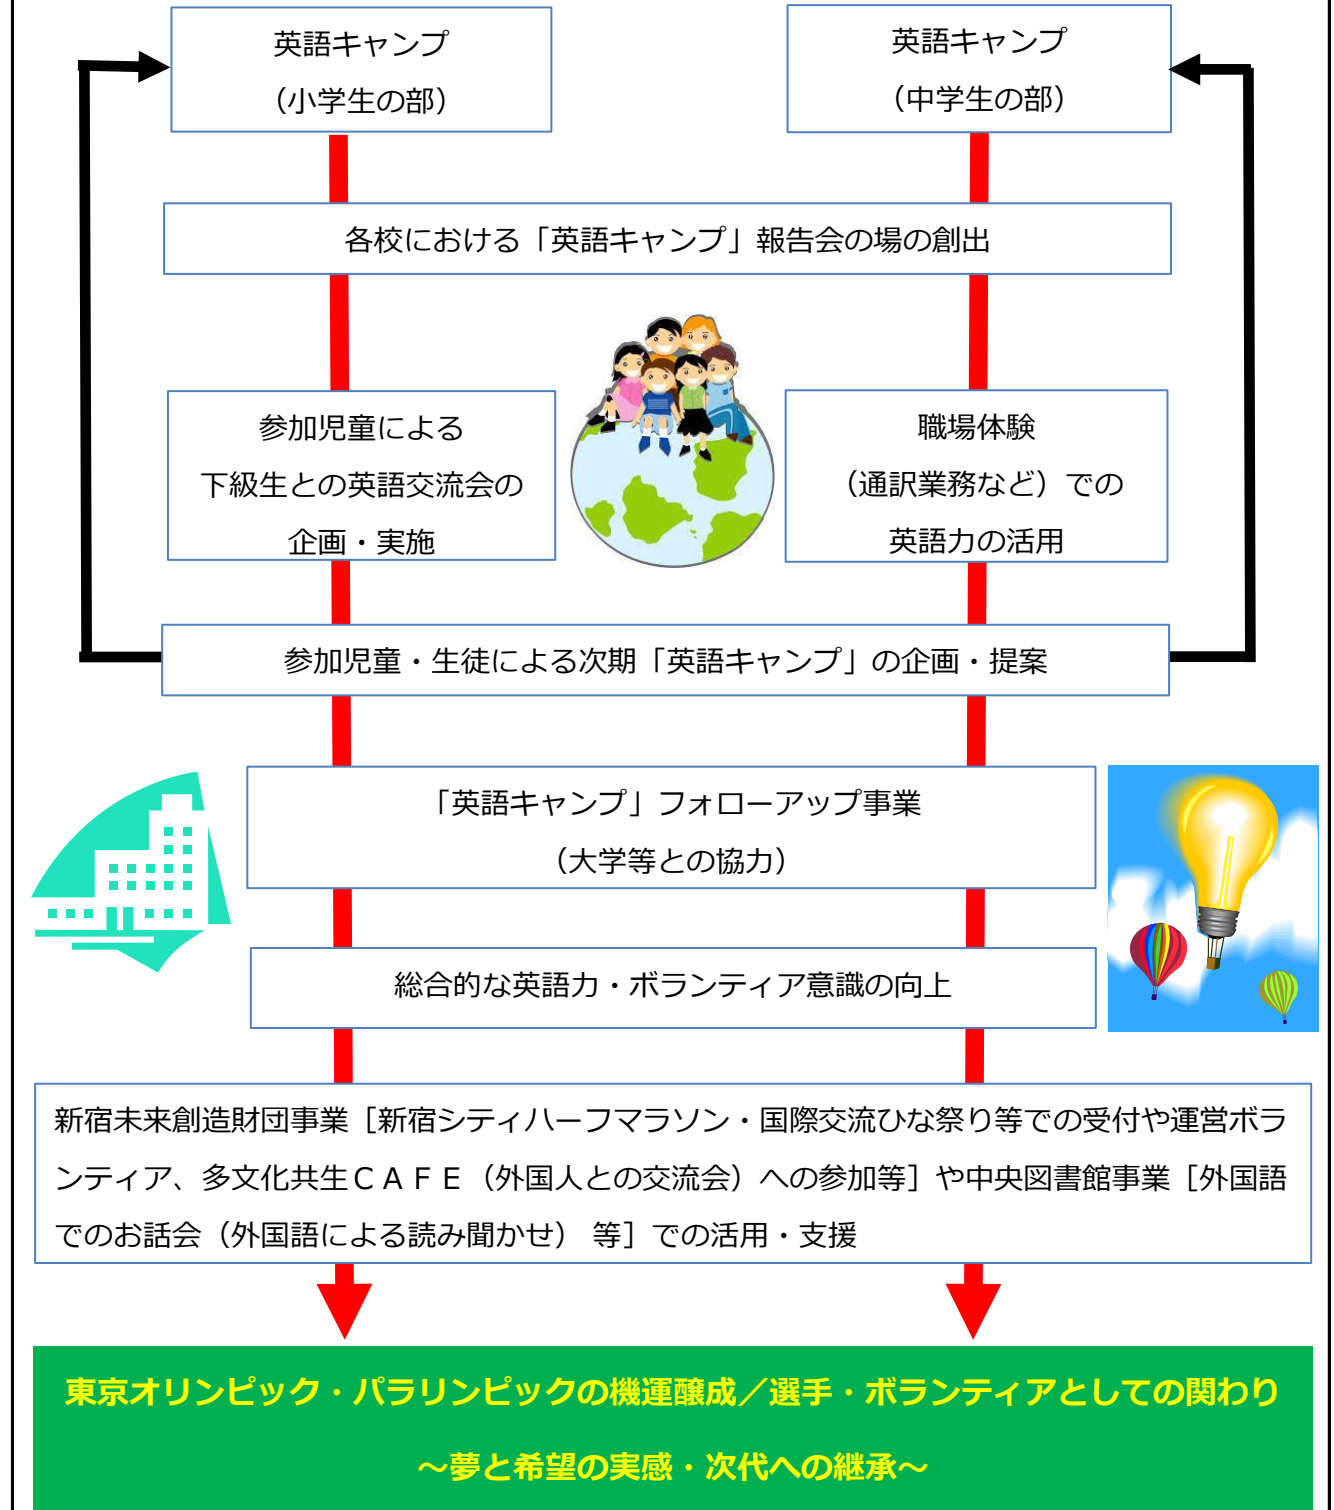 英語キャンプ
（小学生の部）
英語キャンプ
（中学生の部）
各校における「英語キャンプ」報告会の場の創出
参加児童による
下級生との英語交流会の
企画・実施
職場体験
（通訳業務など）での
英語力の活用
参加児童・生徒による次期「英語キャンプ」の企画・提案
「英語キャンプ」フォローアップ事業
（大学等との協力）
総合的な英語力・ボランティア意識の向上
新宿未来創造財団事業［新宿シティハーフマラソン・国際交流ひな祭り等での受付や運営ボラ
ンティア、多文化共生ＣＡＦＥ（外国人との交流会）への参加等］や中央図書館事業［外国語
でのお話会（外国語による読み聞かせ） 等］での活用・支援
東京オリンピック・パラリンピックの機運醸成／選手・ボランティアとしての関わり
～夢と希望の実感・次代への継承～